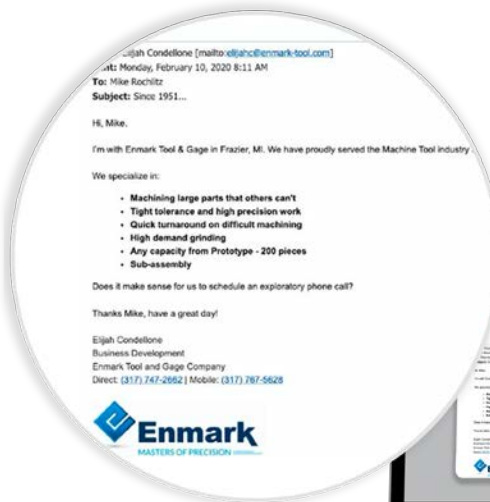 Elijah Condellone [mailto:elijahc@enmark-tool.com]
Monday, February 10, 2020 8:11 AM
To: Mike Rochlitz
Subject: Since 1951...
Hi, Mike.
I'm with Enmark Tool & Gage in Frazier, MI. We have proudly served the Machine Tool industry
We specialize in:
• Machining large parts that others can't
• Tight tolerance and high precision work
• Quick turnaround on difficult machining
• High demand grinding
• Any capacity from Prototype - 200 pieces
• Sub-assembly
Does it make sense for us to schedule an exploratory phone call?
Thanks Mike, have a great day!
Elijah Condellone
Business Development
Enmark Tool and Gage Company
Direct: (317) 747-2662 | Mobile: (317) 767-5628
Enmark
MASTERS OF PRECISION